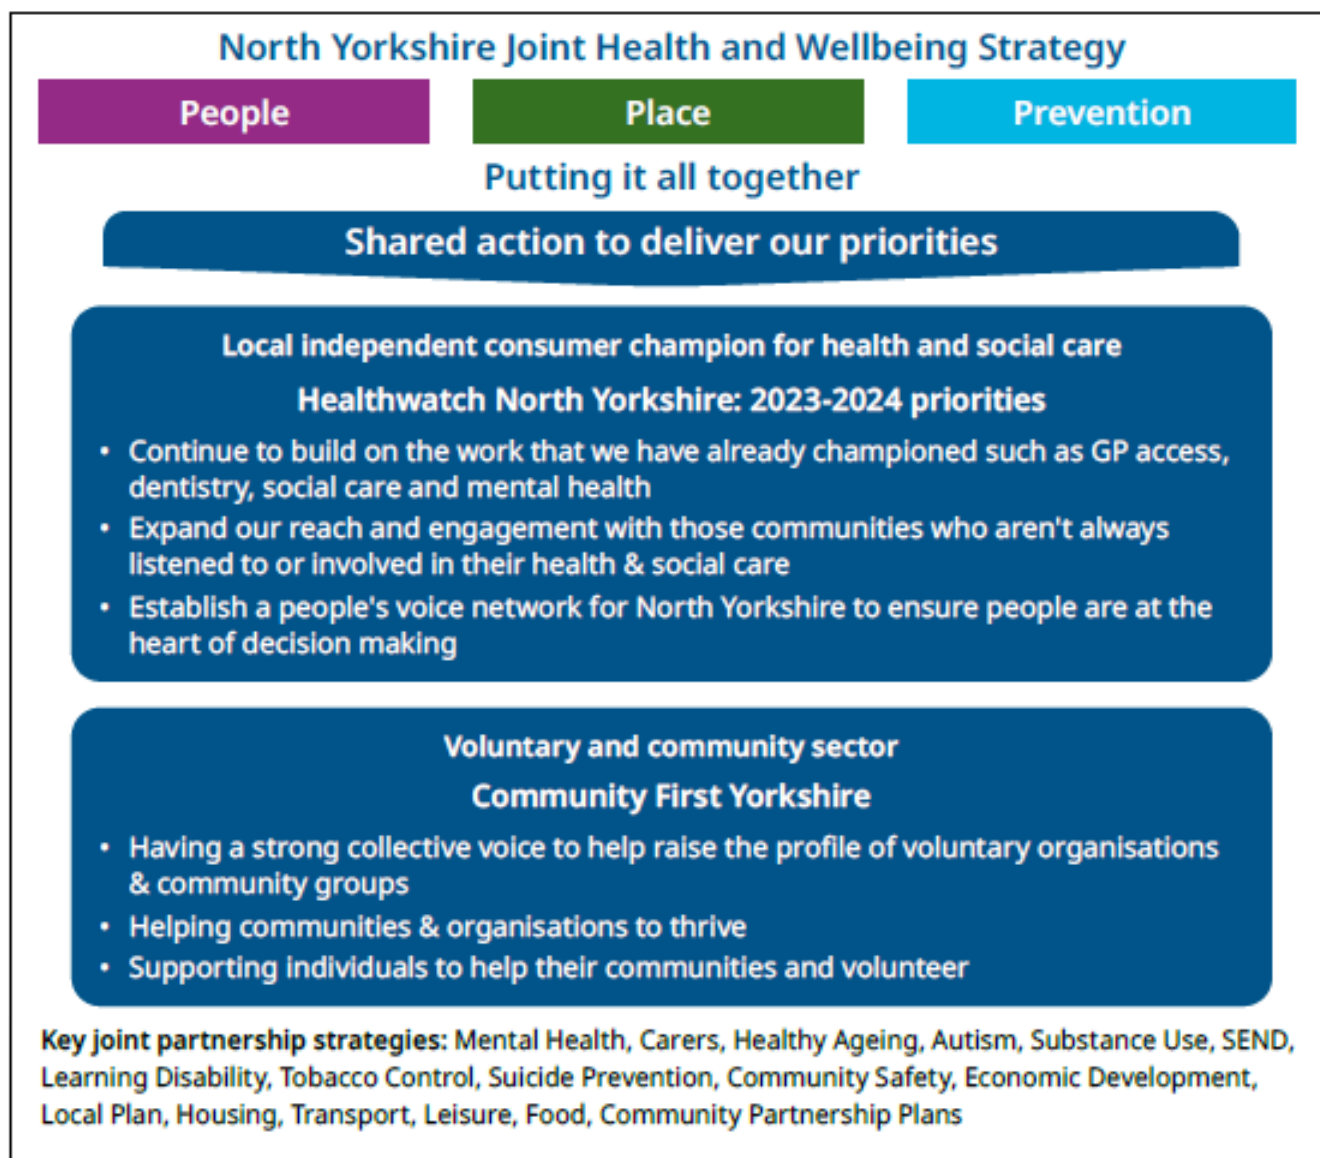 North Yorkshire Joint Health and Wellbeing Strategy
People
Place
Prevention
Putting it all together
Shared action to deliver our priorities
Local independent consumer champion for health and social care
Healthwatch North Yorkshire: 2023-2024 priorities
• Continue to build on the work that we have already championed such as GP access,
dentistry, social care and mental health
• Expand our reach and engagement with those communities who aren't always
listened to or involved in their health & social care
• Establish a people's voice network for North Yorkshire to ensure people are at the
heart of decision making
Voluntary and community sector
Community First Yorkshire
• Having a strong collective voice to help raise the profile of voluntary organisations
& community groups
• Helping communities & organisations to thrive
• Supporting individuals to help their communities and volunteer
Key joint partnership strategies: Mental Health, Carers, Healthy Ageing, Autism, Substance Use, SEND,
Learning Disability, Tobacco Control, Suicide Prevention, Community Safety, Economic Development,
Local Plan, Housing, Transport, Leisure, Food, Community Partnership Plans